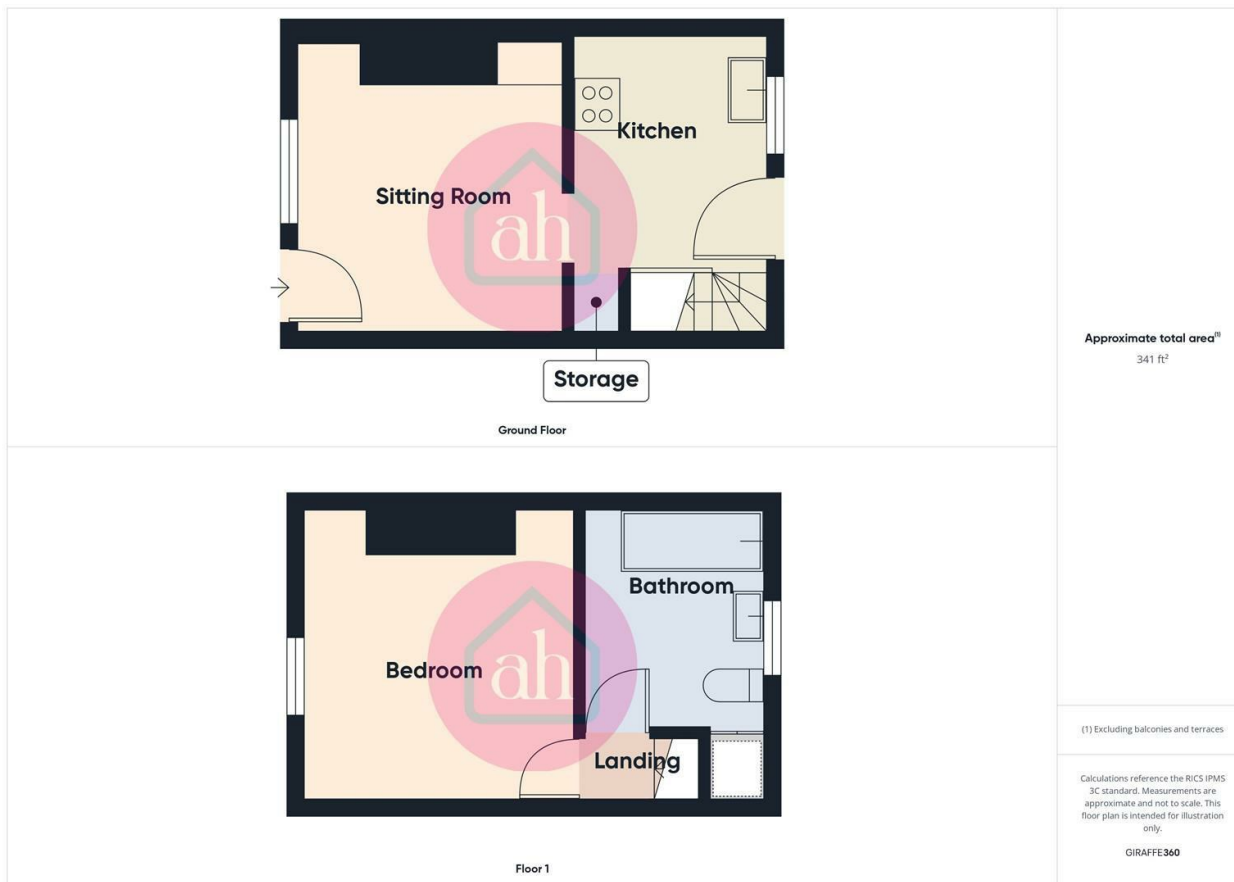 Sitting Room
Kitchen
ah
Storage
Ground Floor
Bedroom
Bathroom
ah
Landing
Floor 1
Approximate total area⁽¹⁾
341 ft²
(1) Excluding balconies and terraces
Calculations reference the RICS IPMS
3C standard. Measurements are
approximate and not to scale. This
floor plan is intended for illustration
only.
GIRAFFE360